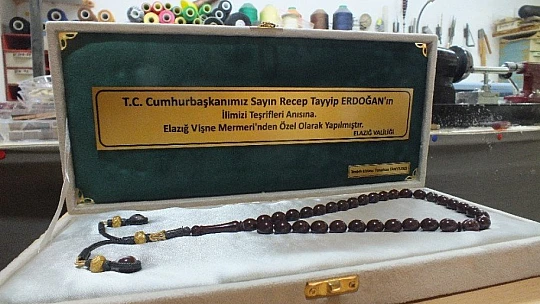 T.C. Cumhurbaşkanımız Sayın Recep Tayyip ERDOĞAN'ın
İlimizi Teşrifleri Anısına.
Elazığ Vişne Mermeri'nden Özel Olarak Yapılmıştır.
ELAZIĞ VALİLİĞİ